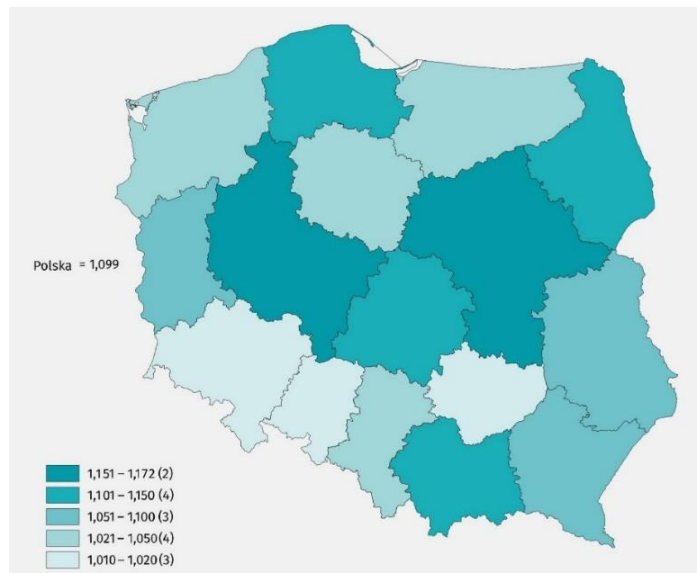 Polska = 1,099
1,151 – 1,172 (2)
1,101 – 1,150 (4)
1,051 – 1,100 (3)
1,021 – 1,050 (4)
1,010 – 1,020 (3)